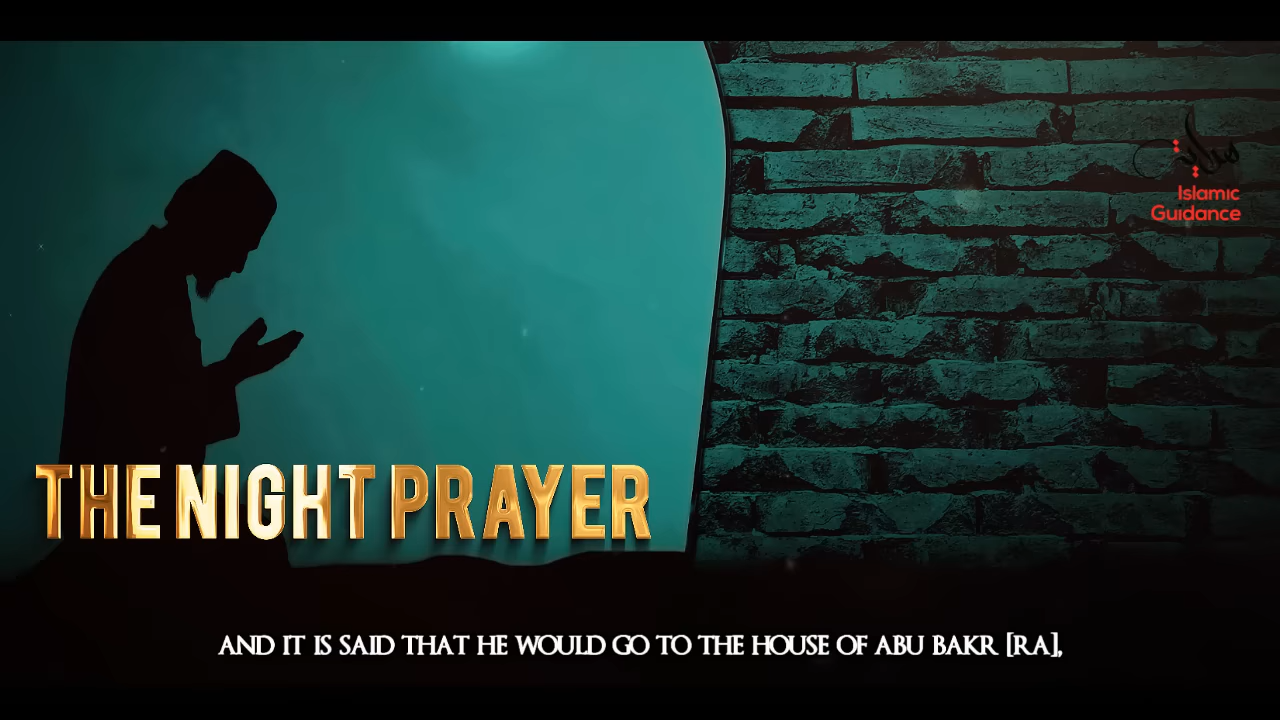 هداية
Islamic
Guidance
THE NIGHT PRAYER
AND IT IS SAID THAT HE WOULD GO TO THE HOUSE OF ABU BAKR [RA],